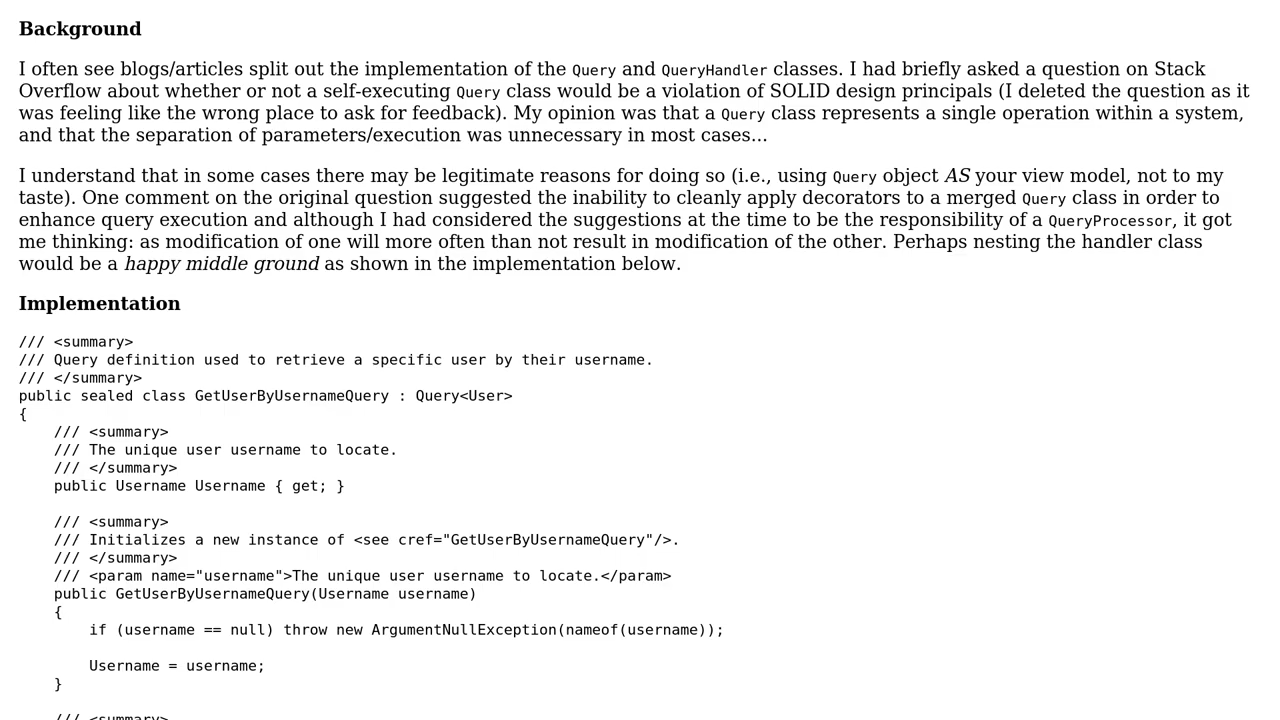 Background
I often see blogs/articles split out the implementation of the Query and QueryHandler classes. I had briefly asked a question on Stack
Overflow about whether or not a self-executing Query class would be a violation of SOLID design principals (I deleted the question as it
was feeling like the wrong place to ask for feedback). My opinion was that a Query class represents a single operation within a system,
and that the separation of parameters/execution was unnecessary in most cases...
I understand that in some cases there may be legitimate reasons for doing so (i.e., using Query object AS your view model, not to my
taste). One comment on the original question suggested the inability to cleanly apply decorators to a merged Query class in order to
enhance query execution and although I had considered the suggestions at the time to be the responsibility of a QueryProcessor, it got
me thinking: as modification of one will more often than not result in modification of the other. Perhaps nesting the handler class
would be a happy middle ground as shown in the implementation below.
Implementation
/// <summary>
/// Query definition used to retrieve a specific user by their username.
/// </summary>
public sealed class GetUserByUsernameQuery : Query<User>
{
    /// <summary>
    /// The unique user username to locate.
    /// </summary>
    public Username Username { get; }
    /// <summary>
    /// Initializes a new instance of <see cref="GetUserByUsernameQuery"/>.
    /// </summary>
    /// <param name="username">The unique user username to locate.</param>
    public GetUserByUsernameQuery(Username username)
    {
        if (username == null) throw new ArgumentNullException(nameof(username));
        Username = username;
    }
    /// <summary>